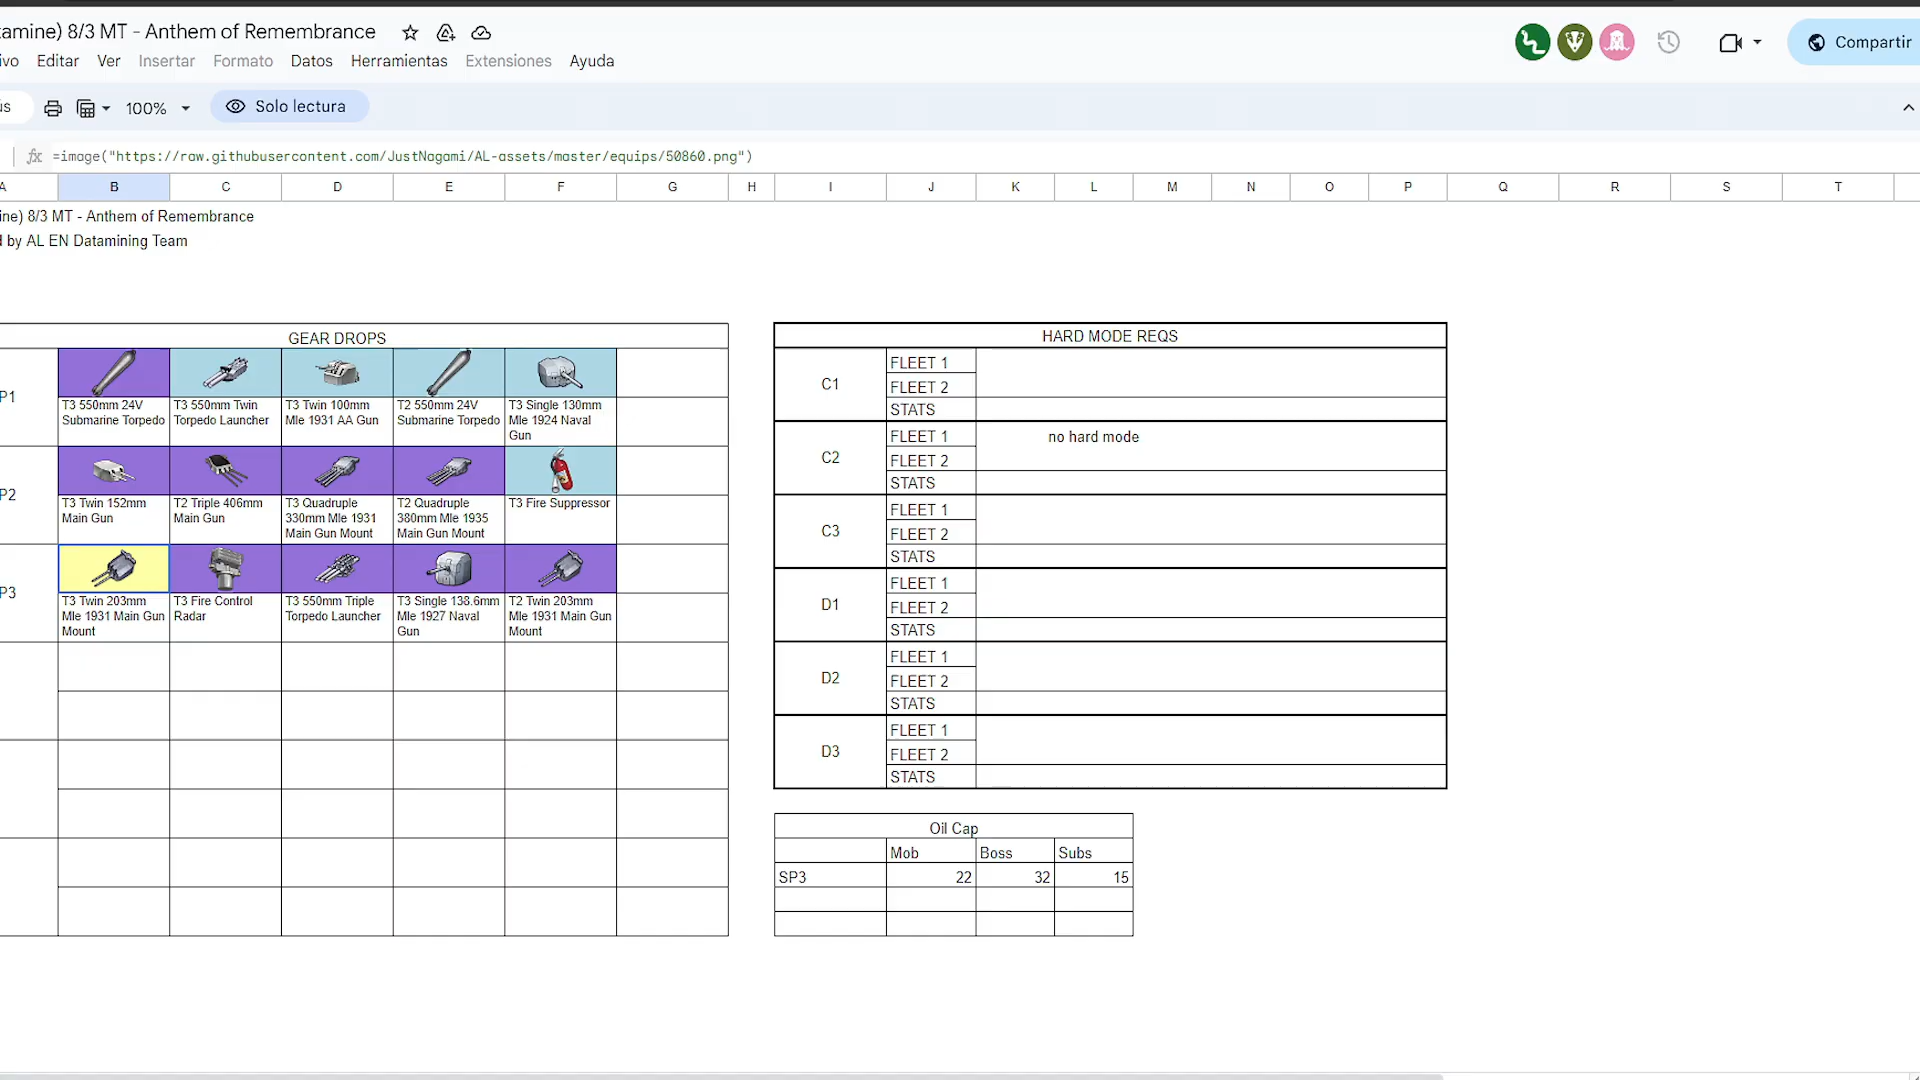 tamine) 8/3 MT - Anthem of Remembrance
vo Editar Ver Insertar Formato Datos Herramientas Extensiones Ayuda
Compartir
ús 100% Solo lectura
fx =image("https://raw.githubusercontent.com/JustNagami/AL-assets/master/equips/50860.png")
A B C D E F G H I J K L M N O P Q R S T
ine) 8/3 MT - Anthem of Remembrance
d by AL EN Datamining Team
GEAR DROPS
P1
T3 550mm 24V
Submarine Torpedo
T3 550mm Twin
Torpedo Launcher
T3 Twin 100mm
Mle 1931 AA Gun
T2 550mm 24V
Submarine Torpedo
T3 Single 130mm
Mle 1924 Naval
Gun
P2
T3 Twin 152mm
Main Gun
T2 Triple 406mm
Main Gun
T3 Quadruple
330mm Mle 1931
Main Gun Mount
T2 Quadruple
380mm Mle 1935
Main Gun Mount
T3 Fire Suppressor
P3
T3 Twin 203mm
Mle 1931 Main Gun
Mount
T3 Fire Control
Radar
T3 550mm Triple
Torpedo Launcher
T3 Single 138.6mm
Mle 1927 Naval
Gun
T2 Twin 203mm
Mle 1931 Main Gun
Mount
HARD MODE REQS
C1
FLEET 1
FLEET 2
STATS
C2
FLEET 1 no hard mode
FLEET 2
STATS
C3
FLEET 1
FLEET 2
STATS
D1
FLEET 1
FLEET 2
STATS
D2
FLEET 1
FLEET 2
STATS
D3
FLEET 1
FLEET 2
STATS
Oil Cap
Mob Boss Subs
SP3 22 32 15